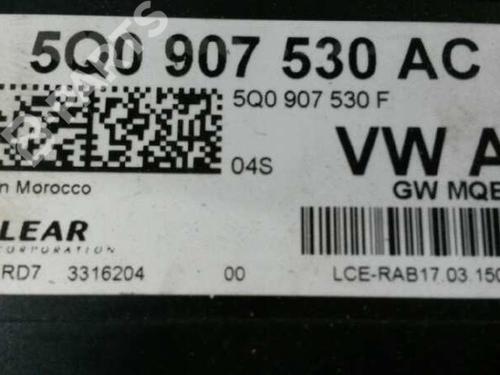 5Q0 907 530 AC
5Q0 907 530 F
04S
VW A
n Morocco
GW MQB
LEAR
CORPORATION
RD7 3316204 00
LCE-RAB17.03.150
B-PARTS